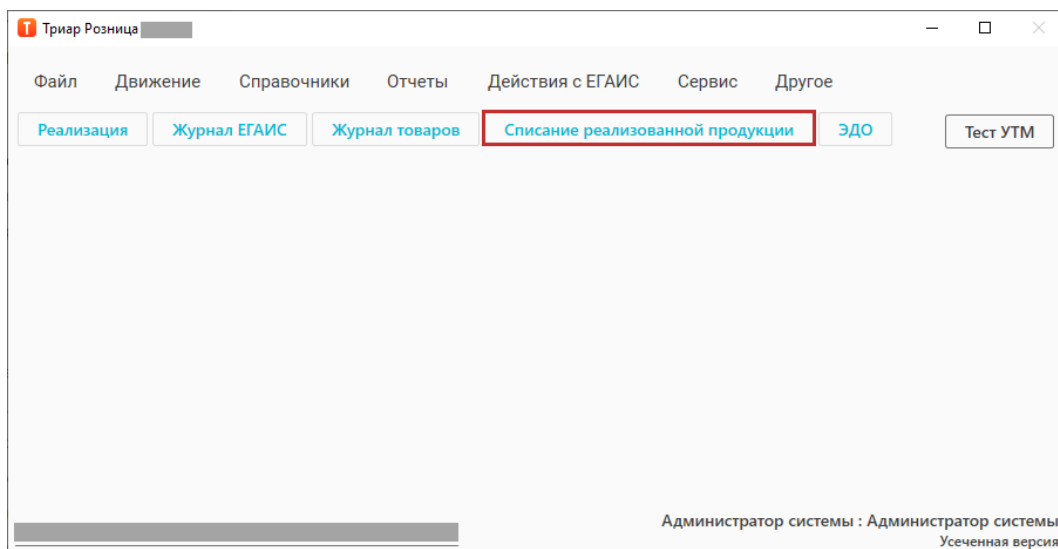 Т Триар Розница
Файл Движение Справочники Отчеты Действия с ЕГАИС Сервис Другое
Реализация Журнал ЕГАИС Журнал товаров Списание реализованной продукции ЭДО Тест УТМ
Администратор системы : Администратор системы
Усеченная версия